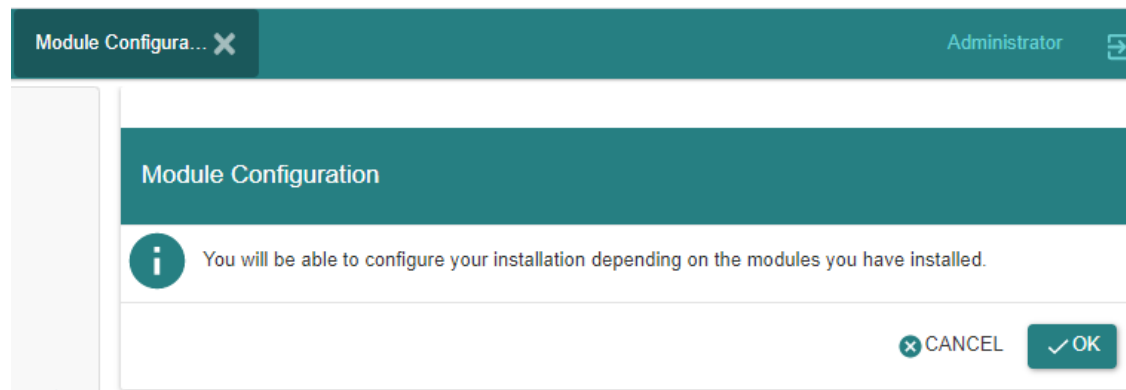 Module Configura... Administrator
Module Configuration
You will be able to configure your installation depending on the modules you have installed.
CANCEL OK